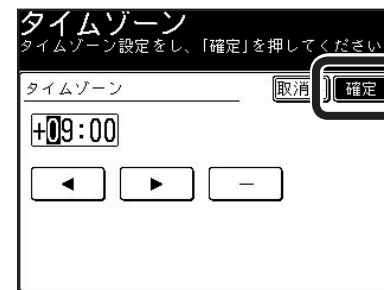 タイムゾーン
タイムゾーン設定をし、「確定」を押してください
タイムゾーン
取消
確定
+09:00
◀ ▶ −